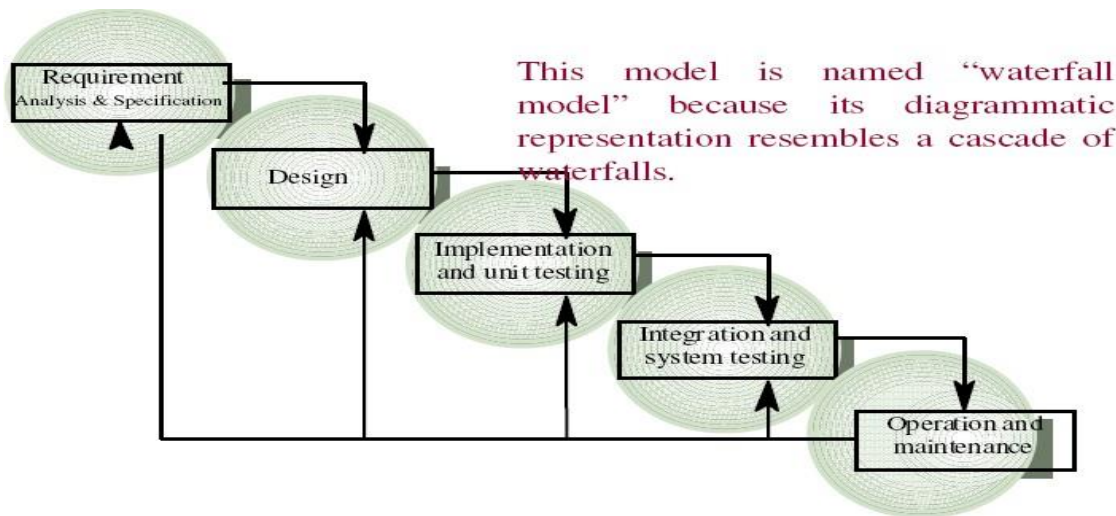 Requirement
Analysis & Specification
This model is named “waterfall
model” because its diagrammatic
representation resembles a cascade of
waterfalls.
Design
Implementation
and unit testing
Integration and
system testing
Operation and
maintenance